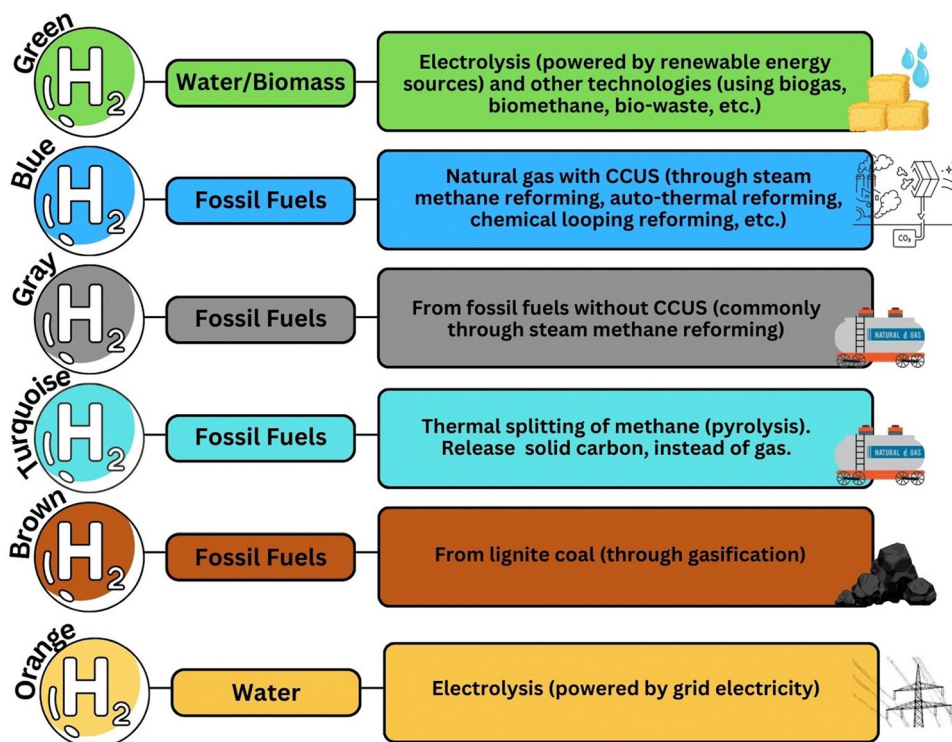 Green
H2
Water/Biomass
Electrolysis (powered by renewable energy
sources) and other technologies (using biogas,
biomethane, bio-waste, etc.)
Blue
H2
Fossil Fuels
Natural gas with CCUS (through steam
methane reforming, auto-thermal reforming,
chemical looping reforming, etc.)
CO₂
Gray
H2
Fossil Fuels
From fossil fuels without CCUS (commonly
through steam methane reforming)
NATURAL GAS
Turquoise
H2
Fossil Fuels
Thermal splitting of methane (pyrolysis).
Release solid carbon, instead of gas.
NATURAL GAS
Brown
H2
Fossil Fuels
From lignite coal (through gasification)
Orange
H2
Water
Electrolysis (powered by grid electricity)